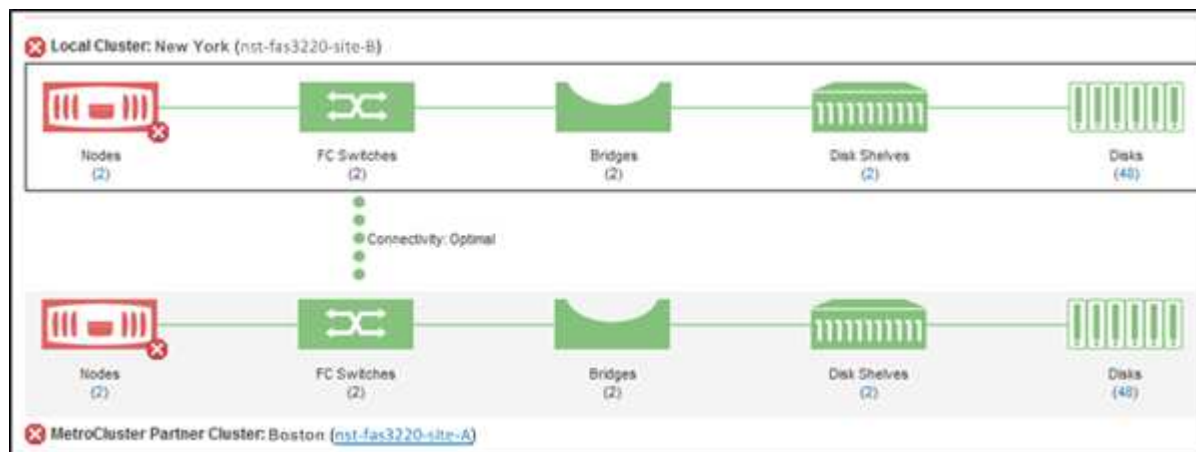 Local Cluster: New York (nst-fas3220-site-B)
Nodes FC Switches Bridges Disk Shelves Disks
(2) (2) (2) (2) (48)
Connectivity: Optimal
Nodes FC Switches Bridges Disk Shelves Disks
(2) (2) (2) (2) (48)
MetroCluster Partner Cluster: Boston (nst-fas3220-site-A)